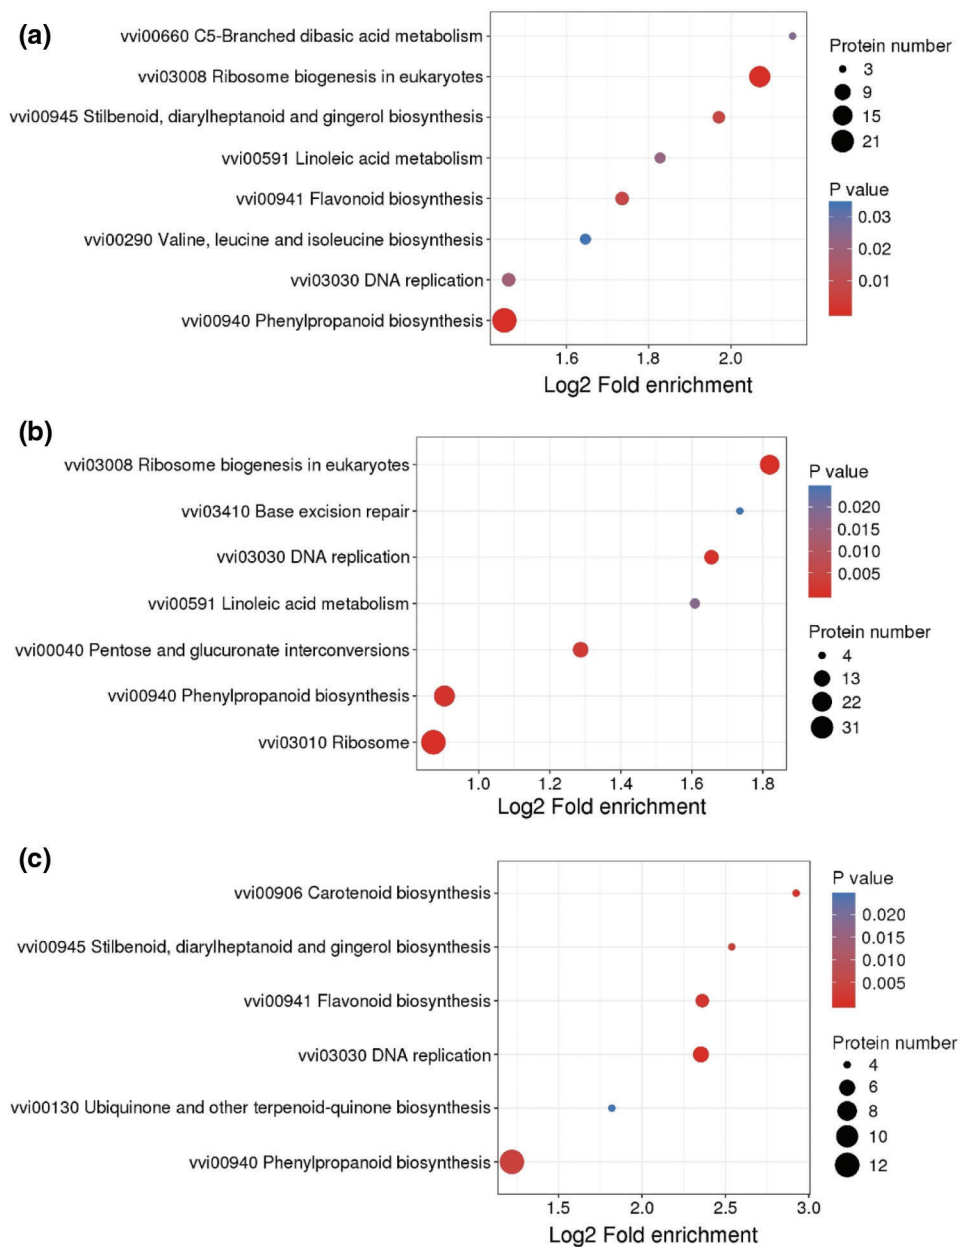 (a)
vvi00660 C5-Branched dibasic acid metabolism
vvi03008 Ribosome biogenesis in eukaryotes
vvi00945 Stilbenoid, diarylheptanoid and gingerol biosynthesis
vvi00591 Linoleic acid metabolism
vvi00941 Flavonoid biosynthesis
vvi00290 Valine, leucine and isoleucine biosynthesis
vvi03030 DNA replication
vvi00940 Phenylpropanoid biosynthesis
1.6 1.8 2.0
Log2 Fold enrichment
Protein number
3
9
15
21
P value
0.03
0.02
0.01
(b)
vvi03008 Ribosome biogenesis in eukaryotes
vvi03410 Base excision repair
vvi03030 DNA replication
vvi00591 Linoleic acid metabolism
vvi00040 Pentose and glucuronate interconversions
vvi00940 Phenylpropanoid biosynthesis
vvi03010 Ribosome
1.0 1.2 1.4 1.6 1.8
Log2 Fold enrichment
P value
0.020
0.015
0.010
0.005
Protein number
4
13
22
31
(c)
vvi00906 Carotenoid biosynthesis
vvi00945 Stilbenoid, diarylheptanoid and gingerol biosynthesis
vvi00941 Flavonoid biosynthesis
vvi03030 DNA replication
vvi00130 Ubiquinone and other terpenoid-quinone biosynthesis
vvi00940 Phenylpropanoid biosynthesis
1.5 2.0 2.5 3.0
Log2 Fold enrichment
P value
0.020
0.015
0.010
0.005
Protein number
4
6
8
10
12